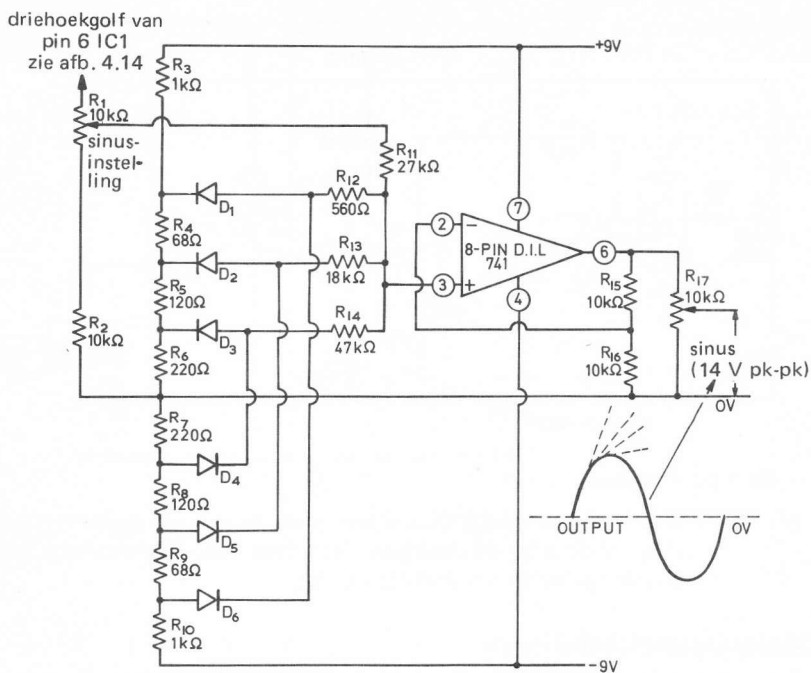 driehoekgolf van
pin 6 IC1
zie afb. 4.14
+9V
R3
1kΩ
R1
10kΩ
sinus-
instel-
ling
R11
27kΩ
D1
R12
560Ω
R4
68Ω
D2
R13
18kΩ
R5
120Ω
D3
R14
47kΩ
R6
220Ω
R2
10kΩ
2
−
7
8-PIN D.I.L
741
6
3
+
4
R15
10kΩ
R17
10kΩ
R16
10kΩ
sinus
(14 V pk-pk)
0V
R7
220Ω
D4
R8
120Ω
D5
R9
68Ω
D6
R10
1kΩ
OUTPUT
0V
−9V